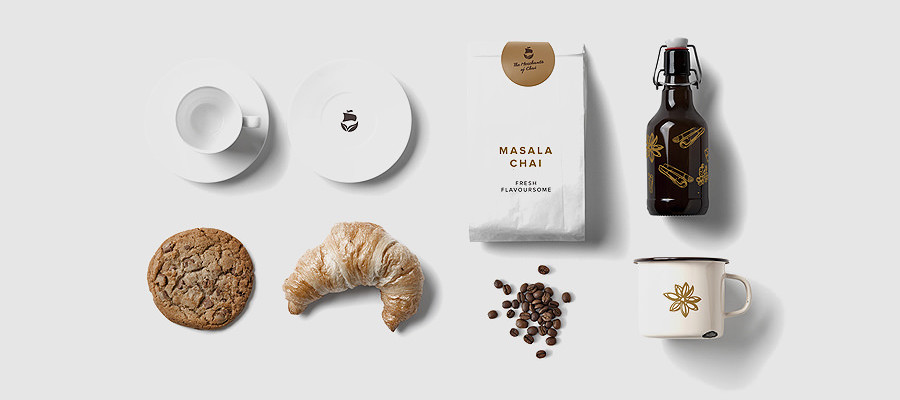 The Merchants
of Chai
MASALA
CHAI
FRESH
FLAVOURSOME